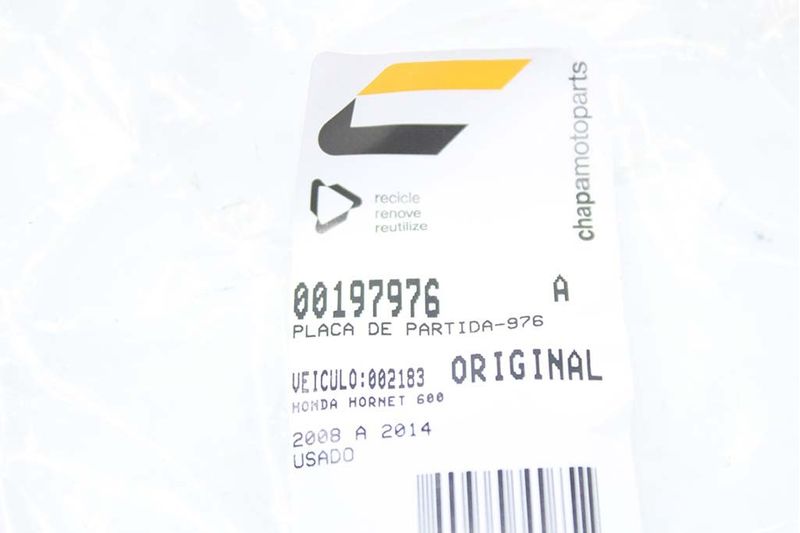 chapamotoparts
recicle
renove
reutilize
00197976 A
PLACA DE PARTIDA-976
VEICULO:002183 ORIGINAL
HONDA HORNET 600
2008 A 2014
USADO